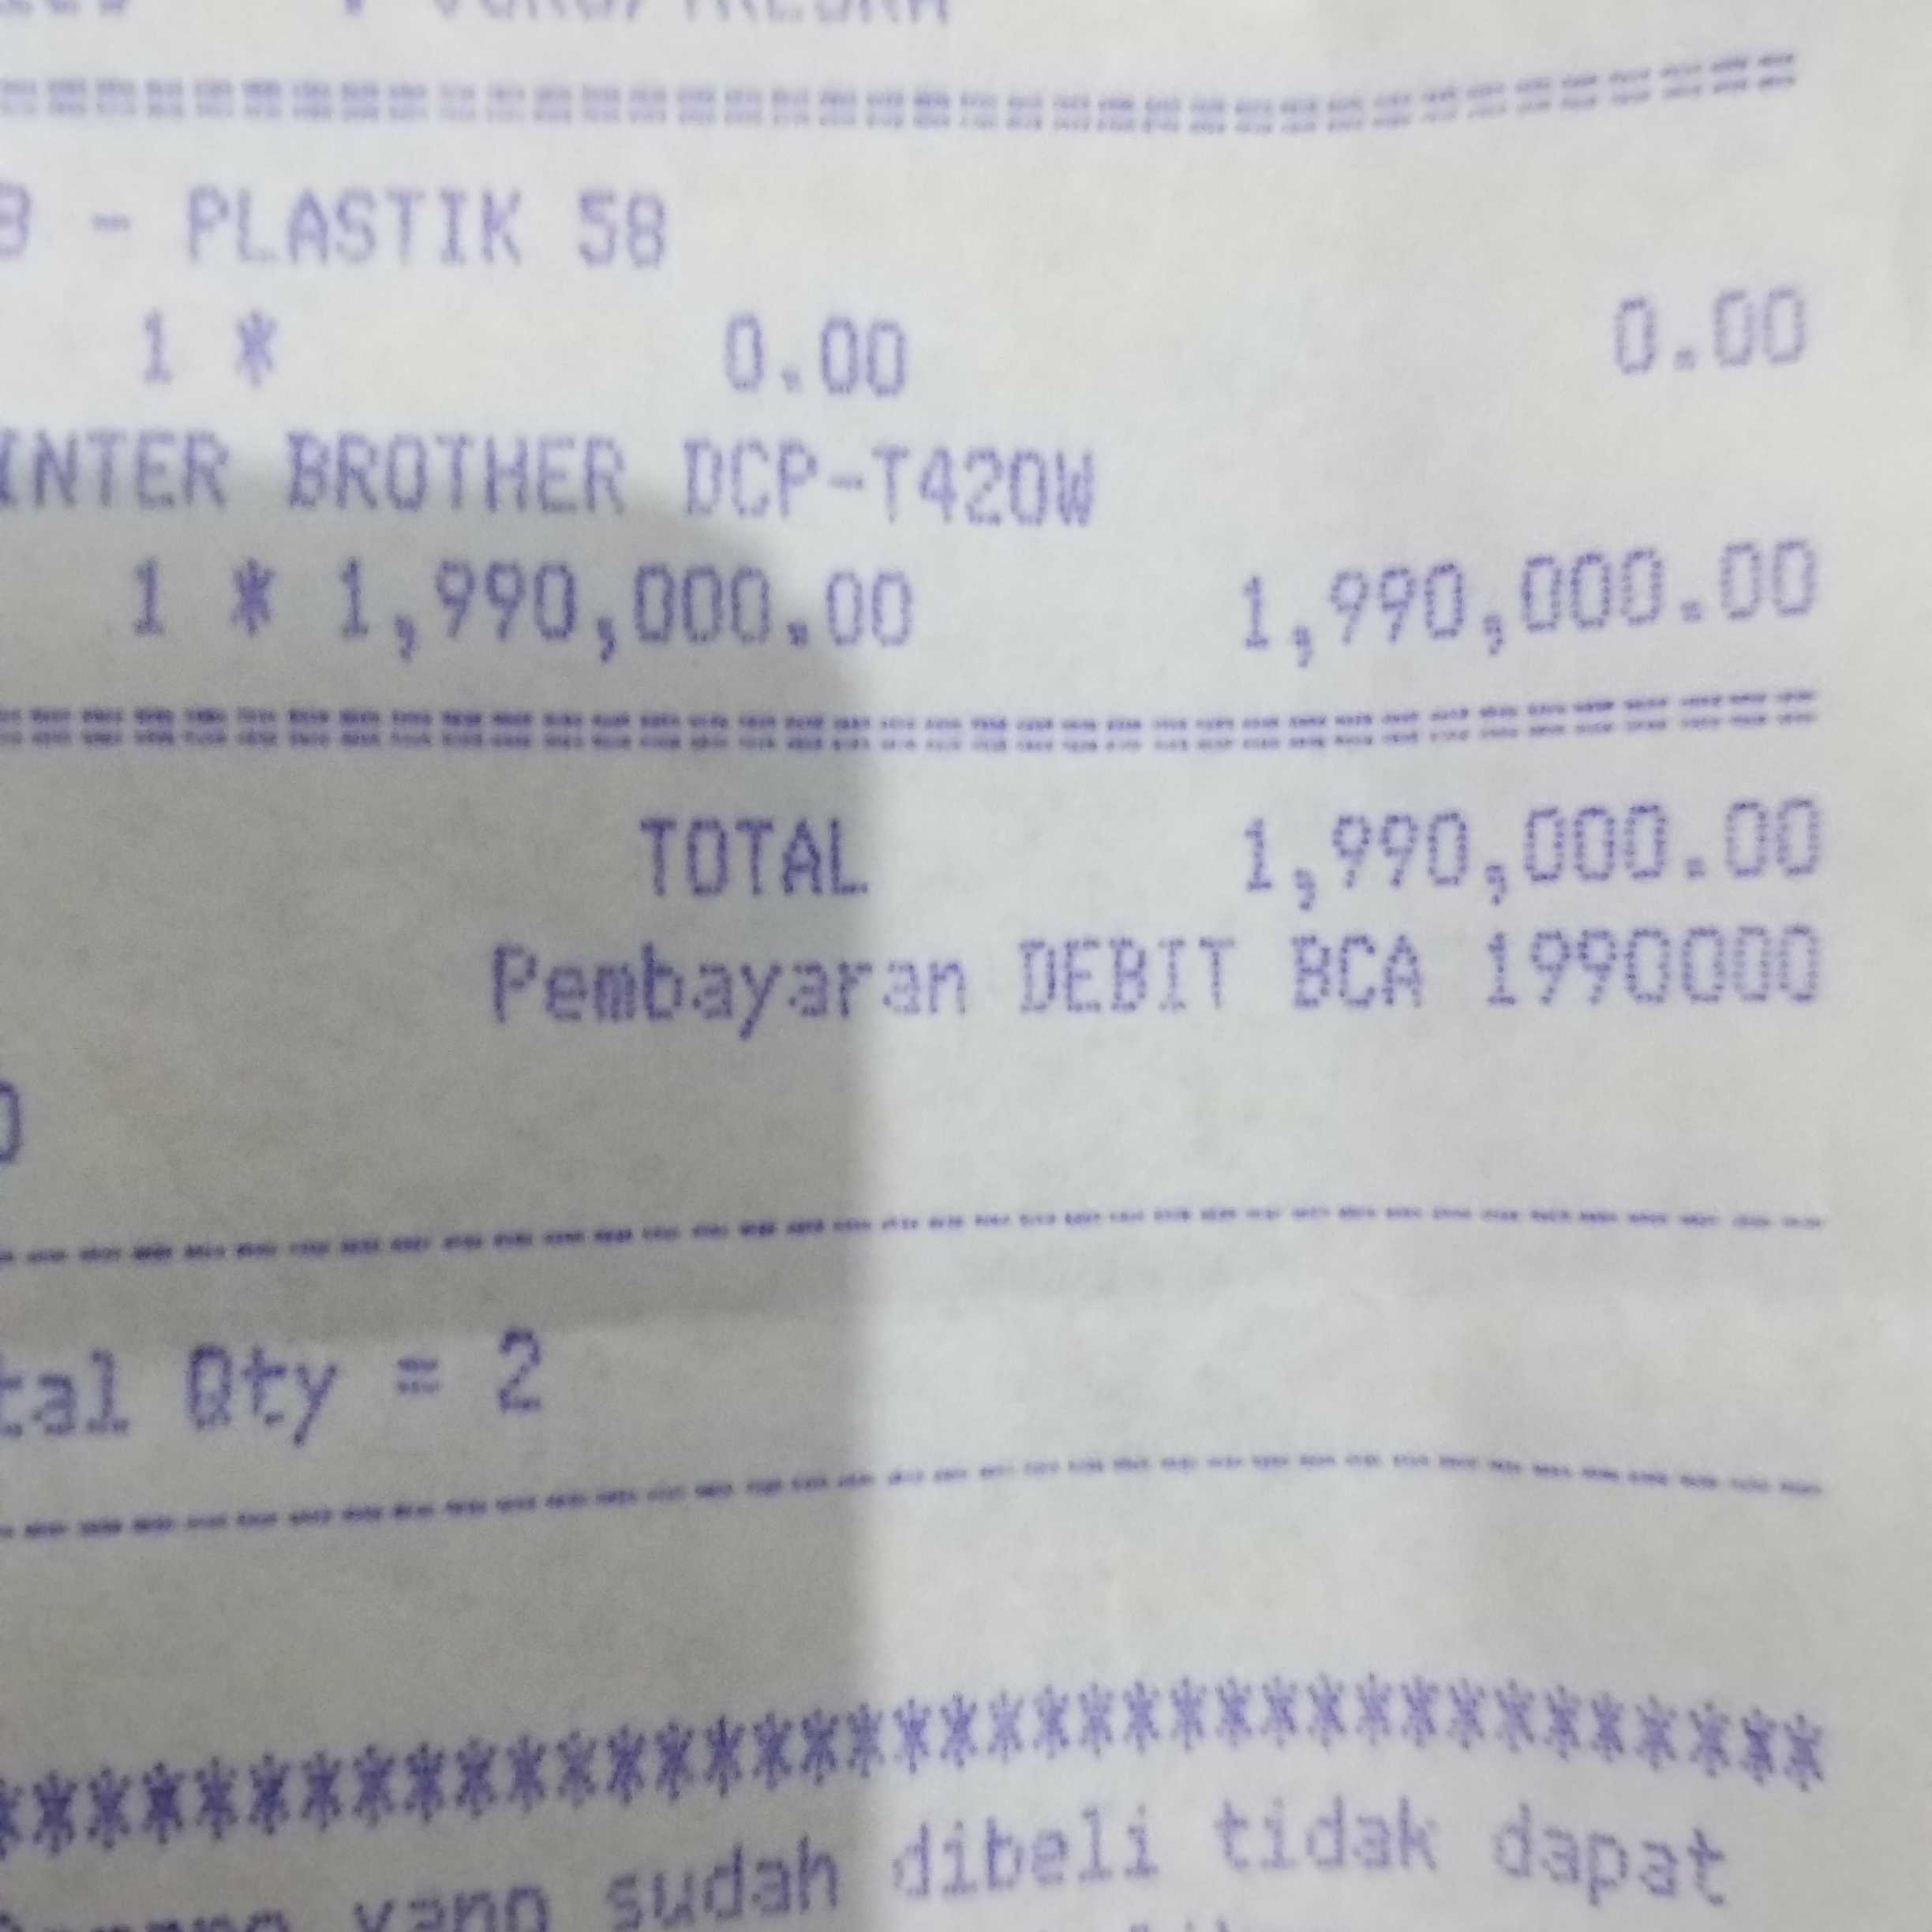 ==============================
- PLASTIK 58
1 * 0.00 0.00
INTER BROTHER DCP-T420W
1 * 1,990,000.00 1,990,000.00
==============================
TOTAL 1,990,000.00
Pembayaran DEBIT BCA 1990000
------------------------------
tal Qty = 2
------------------------------
***************************************
yang sudah dibeli tidak dapat